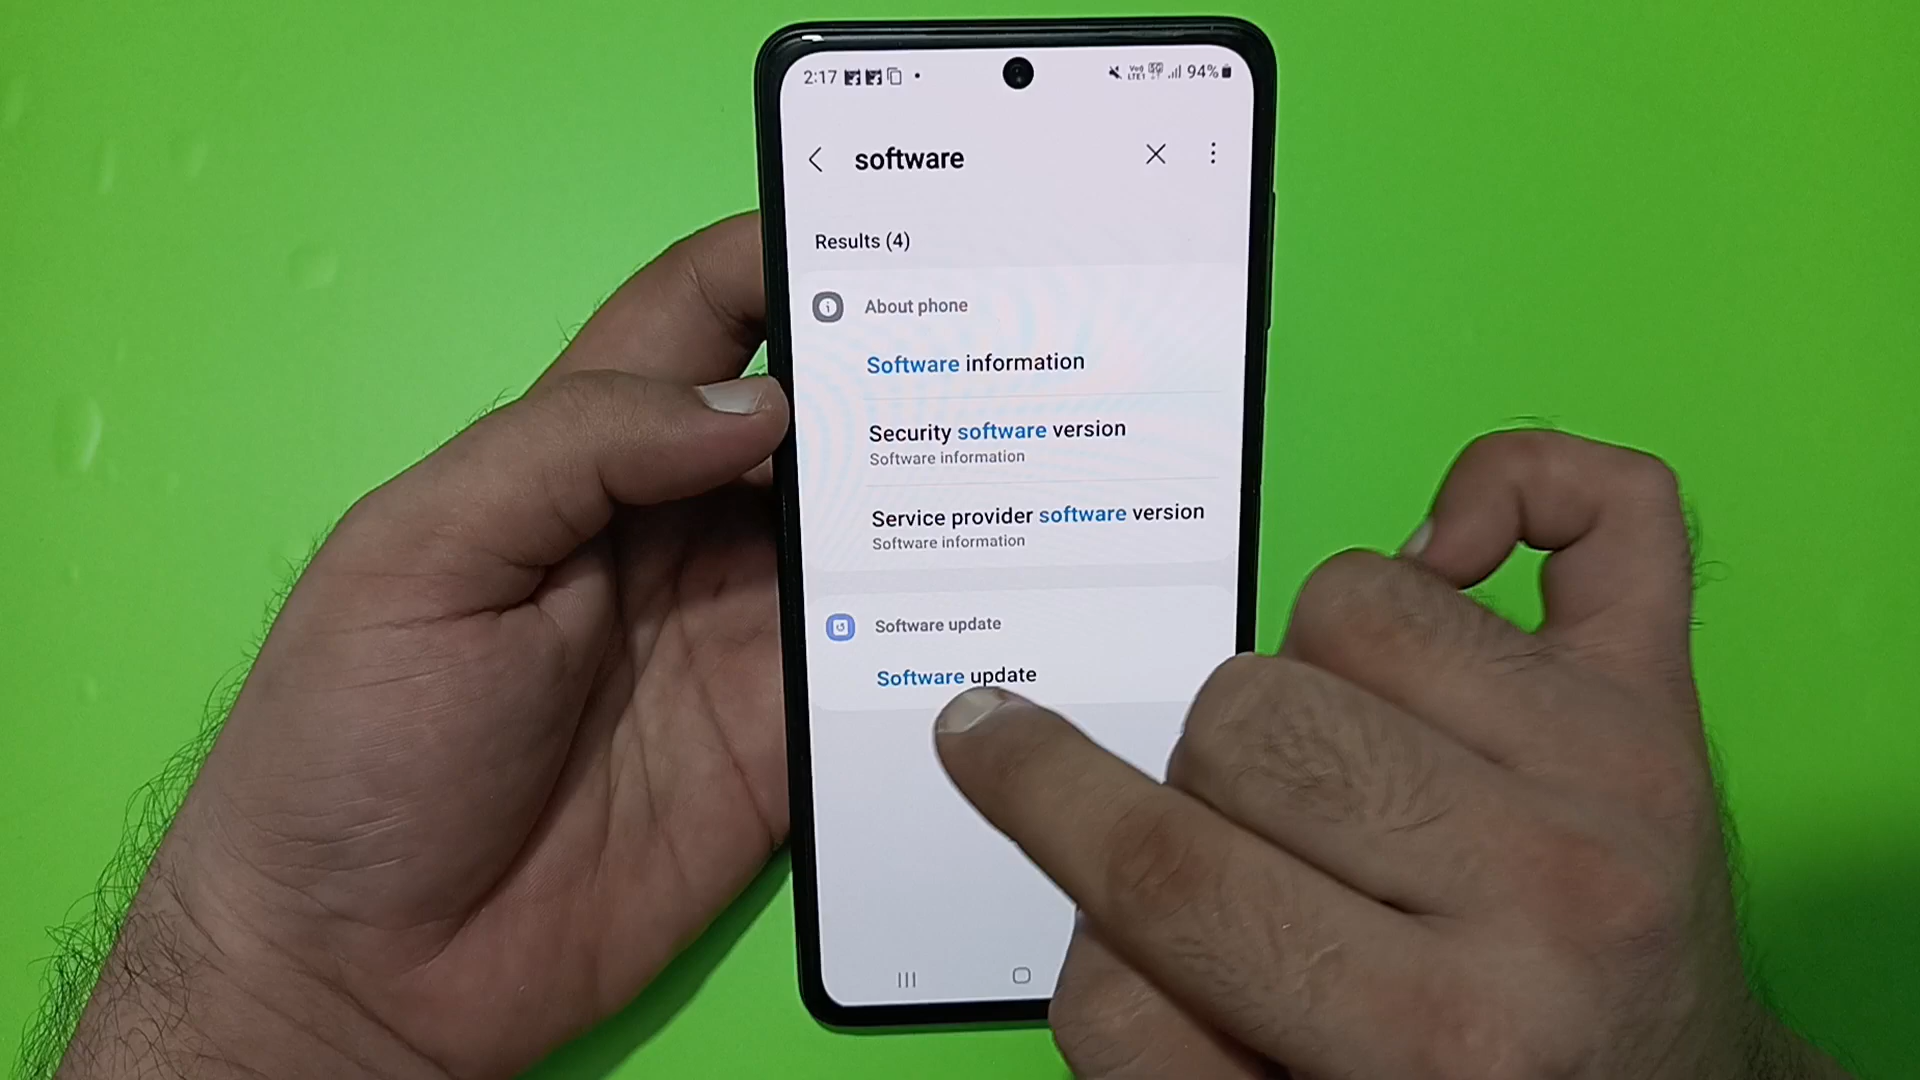 2:17 94%
software
Results (4)
About phone
Software information
Security software version
Software information
Service provider software version
Software information
Software update
Software update